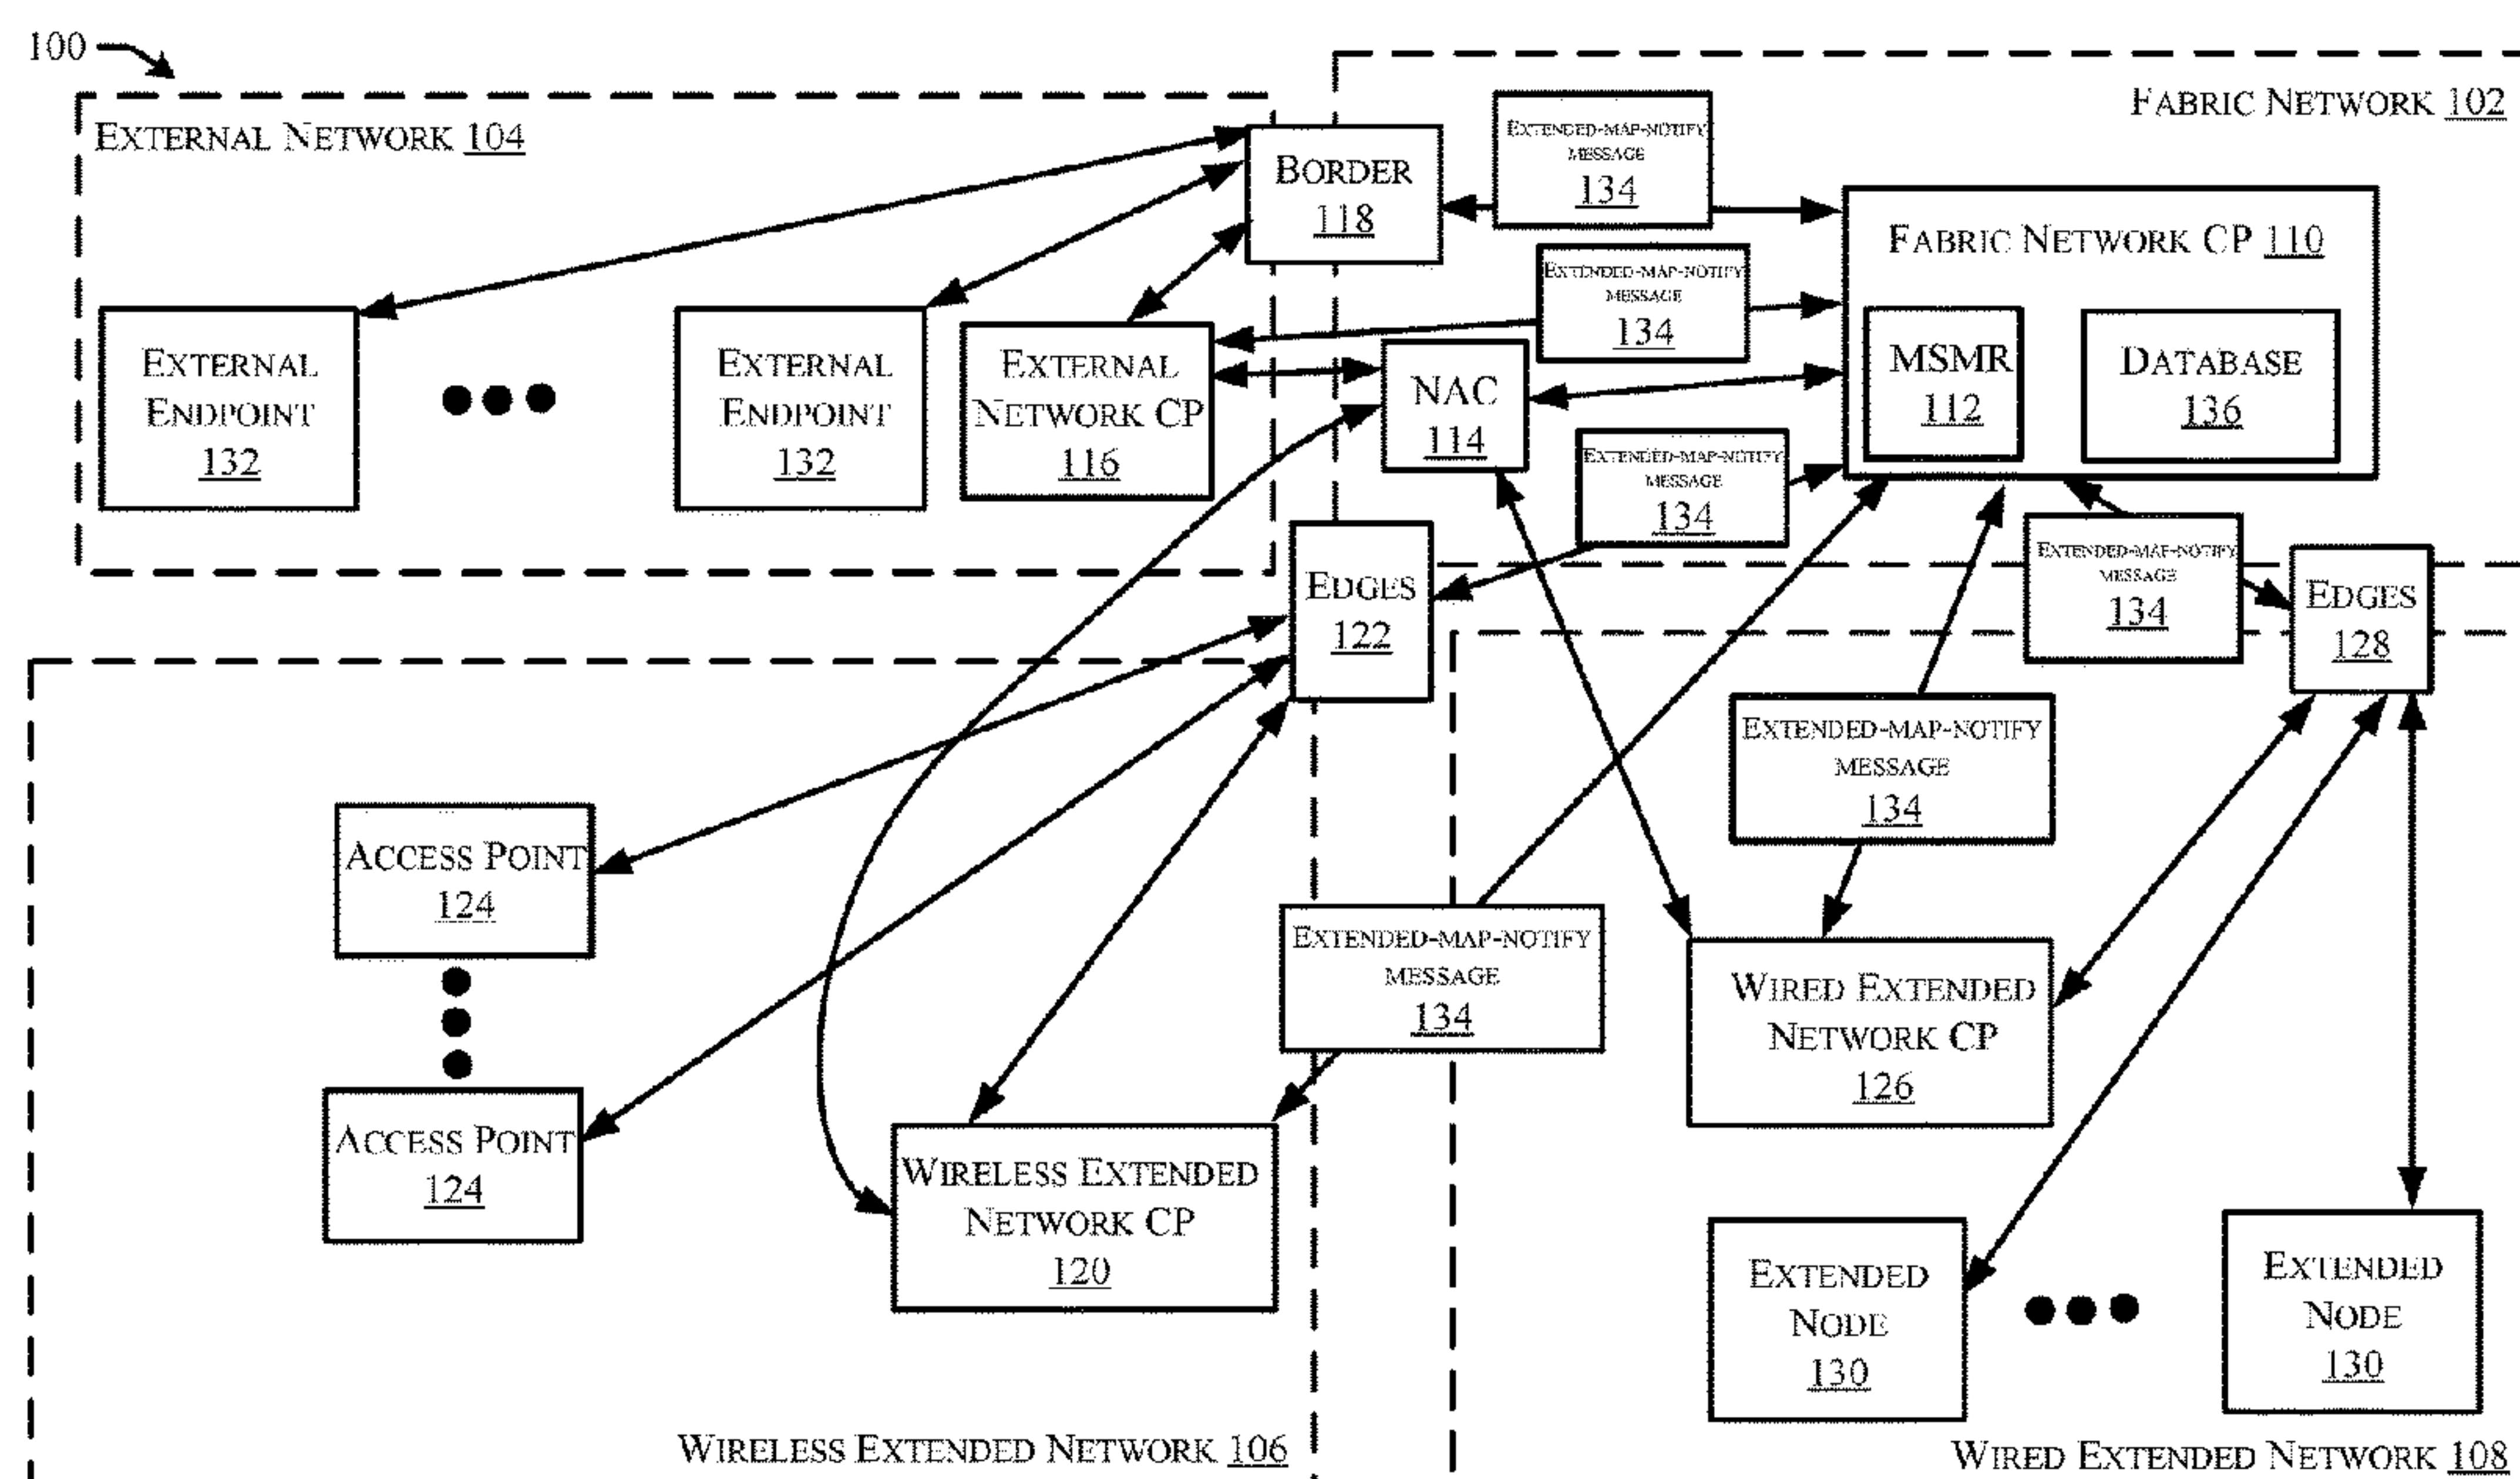 100
EXTERNAL NETWORK 104
FABRIC NETWORK 102
BORDER
118
EXTENDED-MAP-NOTIFY
MESSAGE
134
FABRIC NETWORK CP 110
MSMR
112
DATABASE
136
EXTENDED-MAP-NOTIFY
MESSAGE
134
EXTERNAL
ENDPOINT
132
EXTERNAL
ENDPOINT
132
EXTERNAL
NETWORK CP
116
NAC
114
EXTENDED-MAP-NOTIFY
MESSAGE
134
EDGES
122
EXTENDED-MAP-NOTIFY
MESSAGE
134
EDGES
128
EXTENDED-MAP-NOTIFY
MESSAGE
134
ACCESS POINT
124
EXTENDED-MAP-NOTIFY
MESSAGE
134
WIRED EXTENDED
NETWORK CP
126
ACCESS POINT
124
WIRELESS EXTENDED
NETWORK CP
120
EXTENDED
NODE
130
EXTENDED
NODE
130
WIRELESS EXTENDED NETWORK 106
WIRED EXTENDED NETWORK 108